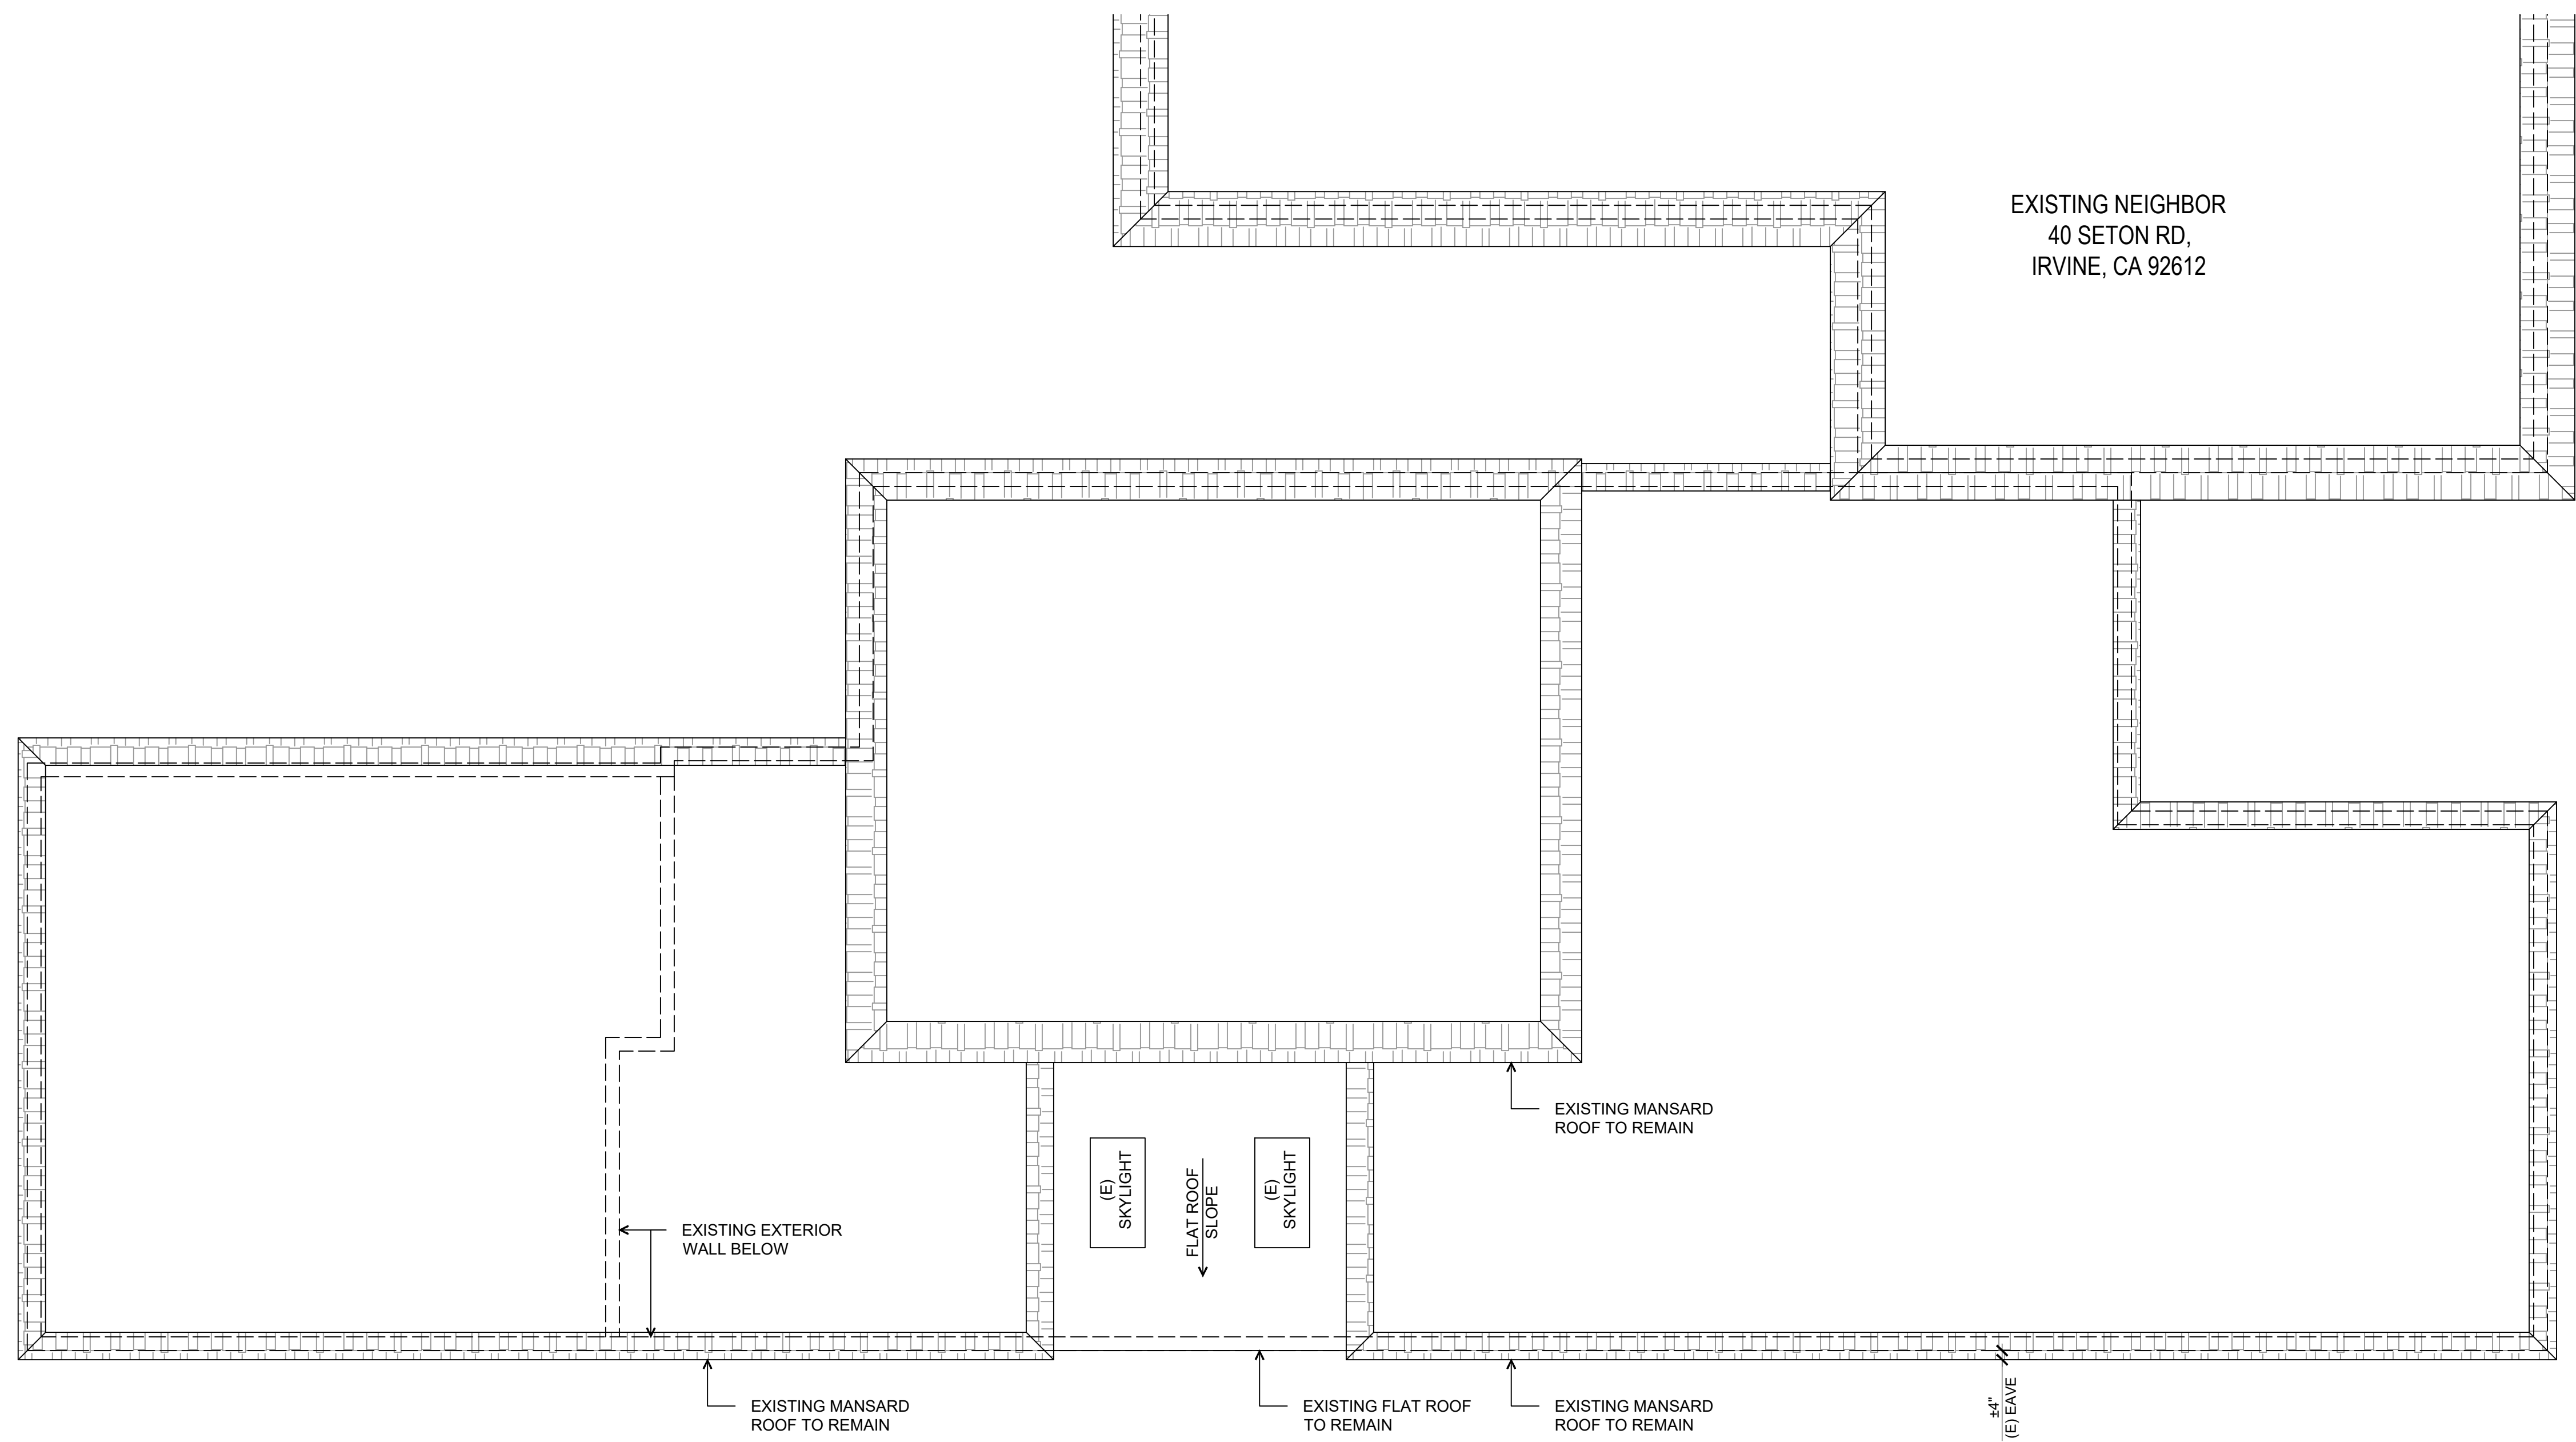 EXISTING NEIGHBOR
40 SETON RD,
IRVINE, CA 92612
EXISTING MANSARD
ROOF TO REMAIN
(E)
SKYLIGHT
FLAT ROOF
SLOPE
(E)
SKYLIGHT
EXISTING EXTERIOR
WALL BELOW
EXISTING MANSARD
ROOF TO REMAIN
EXISTING FLAT ROOF
TO REMAIN
EXISTING MANSARD
ROOF TO REMAIN
±4"
(E) EAVE